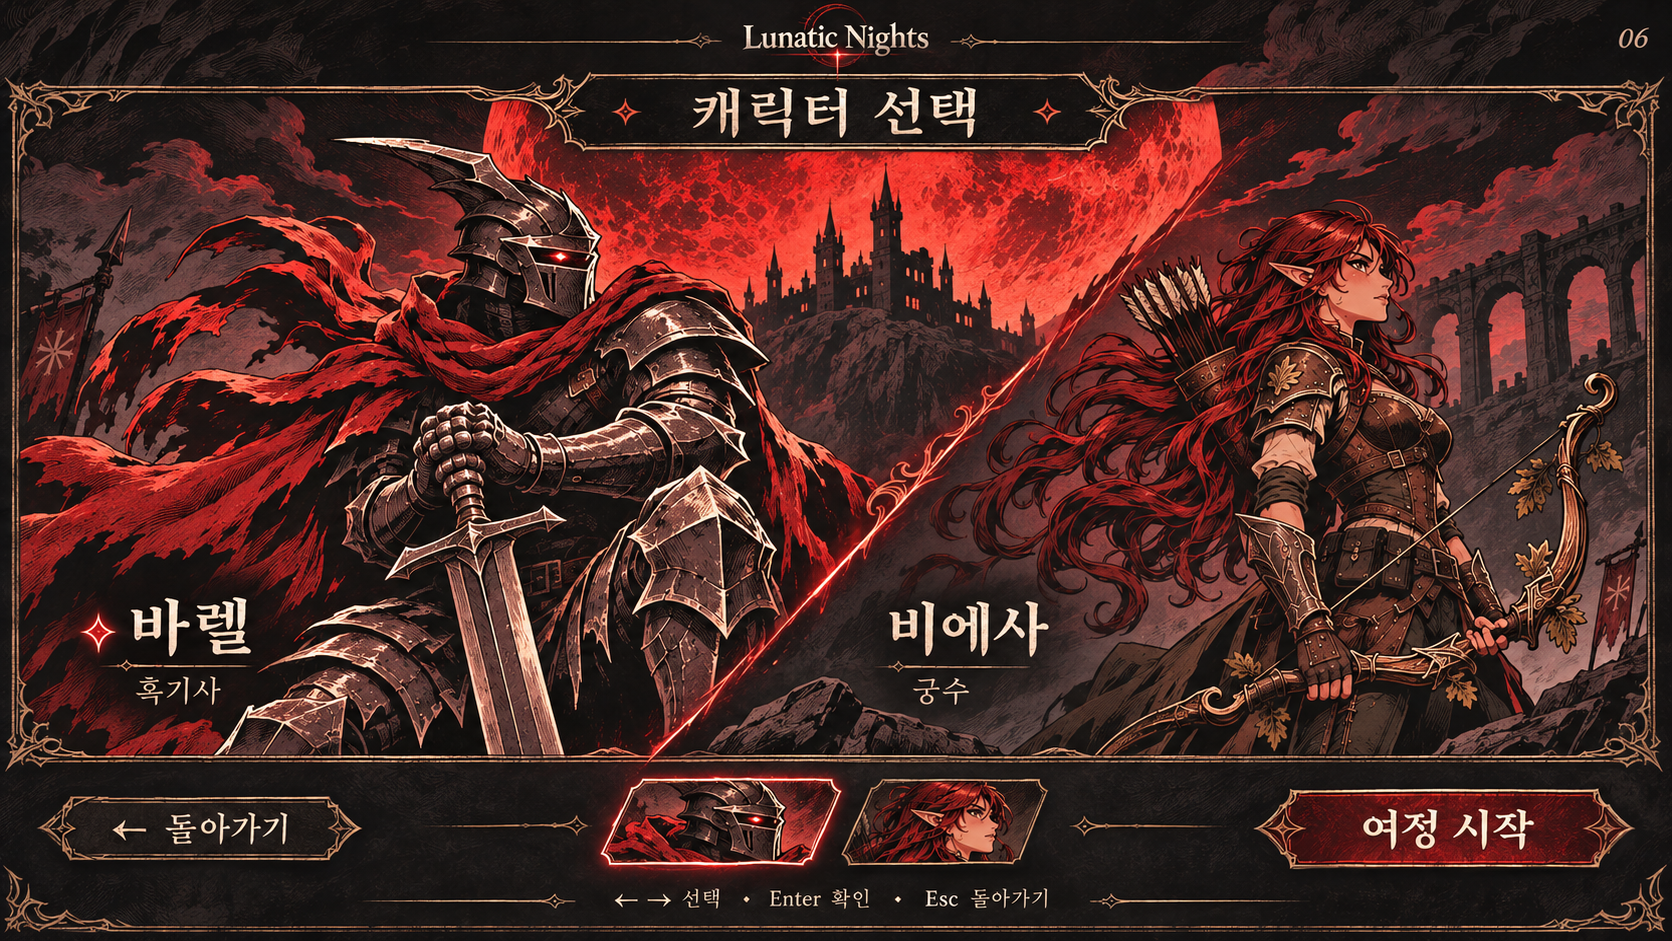 Lunatic Nights
06
캐릭터 선택
바렐
흑기사
비에사
궁수
← 돌아가기
여정 시작
← → 선택 • Enter 확인 • Esc 돌아가기